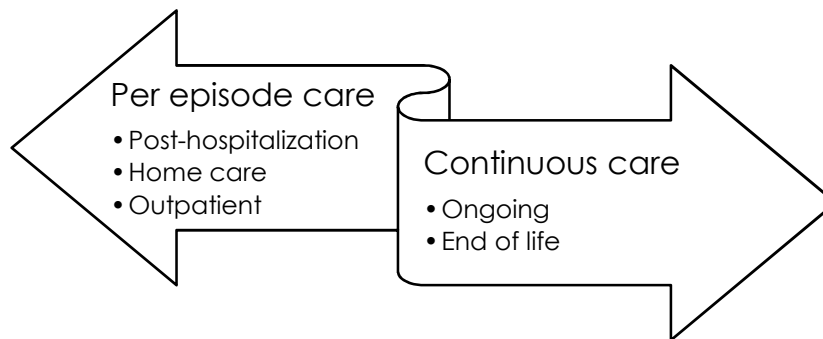 Per episode care
• Post-hospitalization
• Home care
• Outpatient
Continuous care
• Ongoing
• End of life